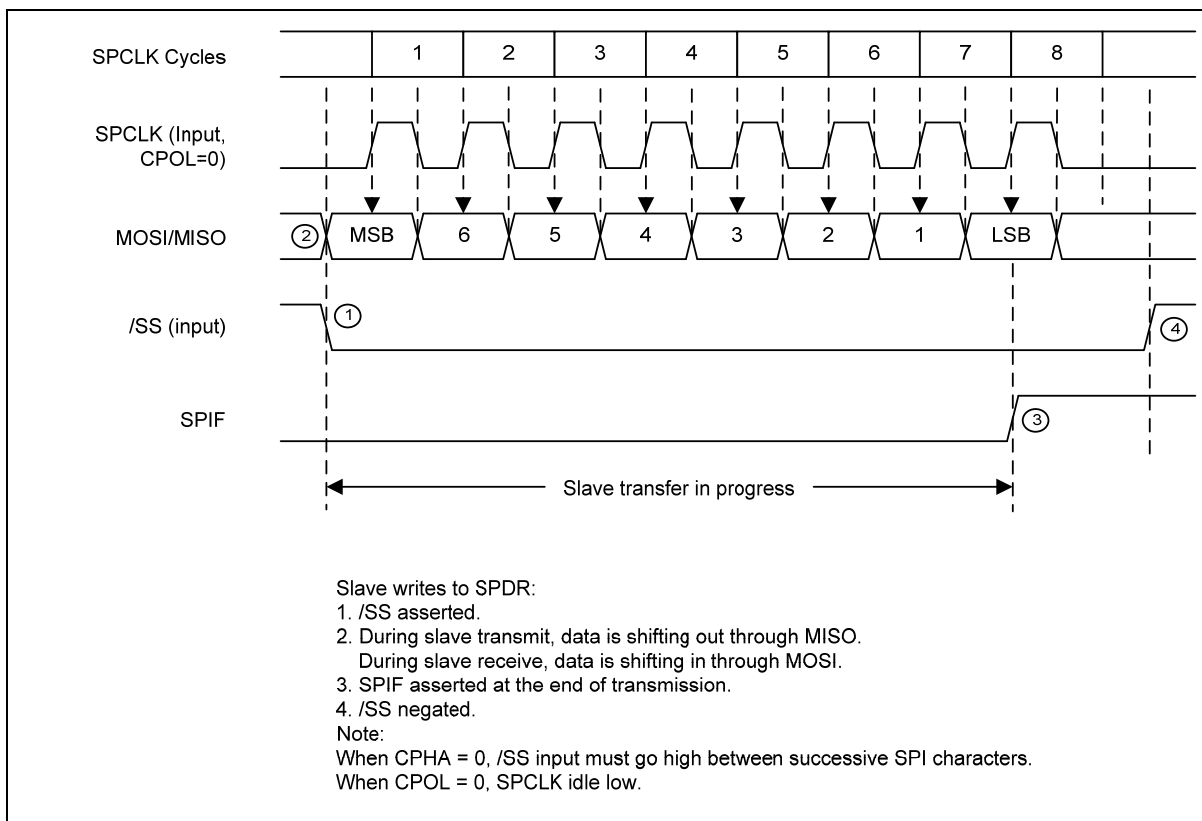 SPCLK Cycles
1 2 3 4 5 6 7 8
SPCLK (Input,
CPOL=0)
MOSI/MISO
2 MSB 6 5 4 3 2 1 LSB
/SS (input)
1
4
SPIF
3
Slave transfer in progress
Slave writes to SPDR:
1. /SS asserted.
2. During slave transmit, data is shifting out through MISO.
During slave receive, data is shifting in through MOSI.
3. SPIF asserted at the end of transmission.
4. /SS negated.
Note:
When CPHA = 0, /SS input must go high between successive SPI characters.
When CPOL = 0, SPCLK idle low.